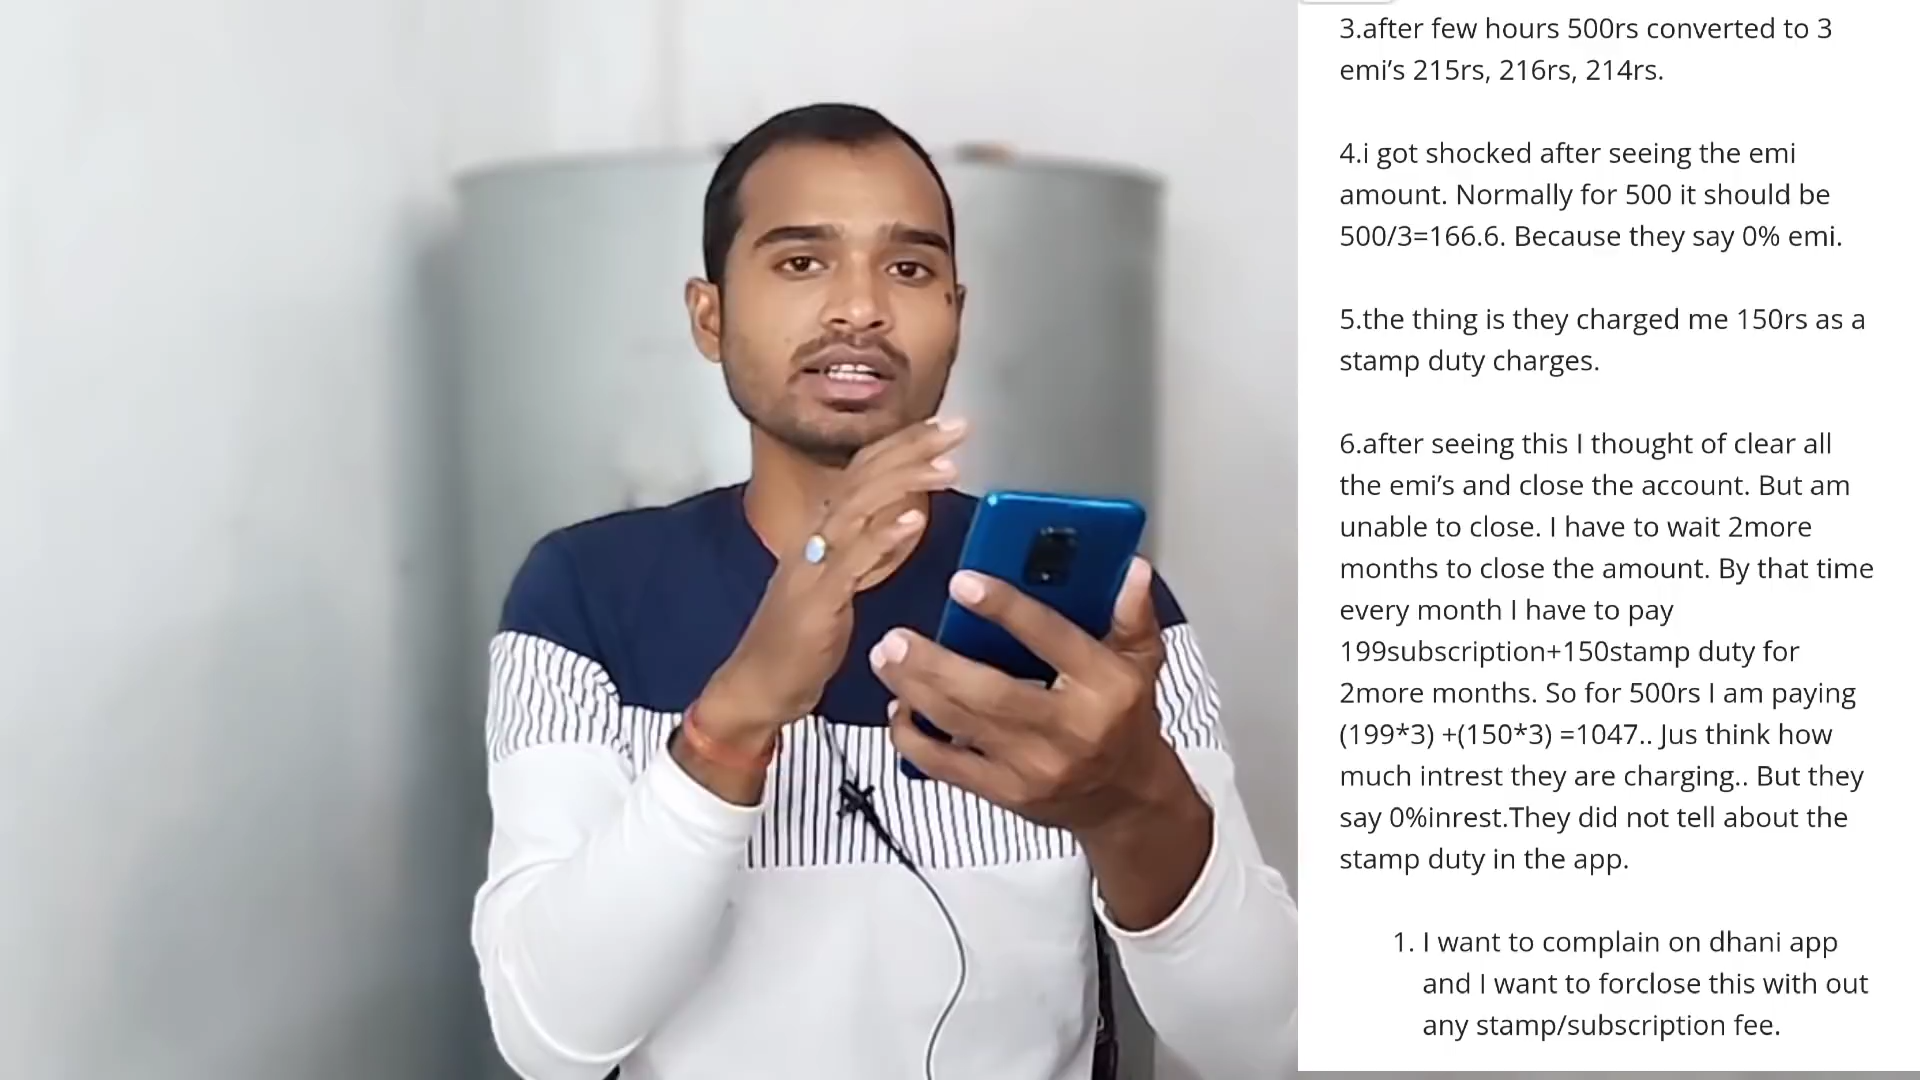 3.after few hours 500rs converted to 3
emi’s 215rs, 216rs, 214rs.
4.i got shocked after seeing the emi
amount. Normally for 500 it should be
500/3=166.6. Because they say 0% emi.
5.the thing is they charged me 150rs as a
stamp duty charges.
6.after seeing this I thought of clear all
the emi’s and close the account. But am
unable to close. I have to wait 2more
months to close the amount. By that time
every month I have to pay
199subscription+150stamp duty for
2more months. So for 500rs I am paying
(199*3) +(150*3) =1047.. Jus think how
much intrest they are charging.. But they
say 0%inrest.They did not tell about the
stamp duty in the app.
1. I want to complain on dhani app
and I want to forclose this with out
any stamp/subscription fee.